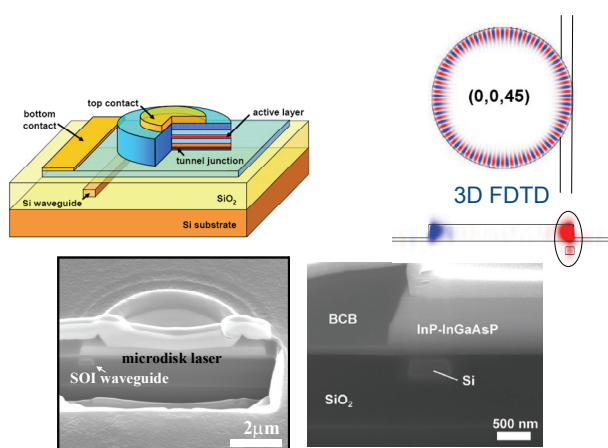 top contact
bottom
contact
active layer
tunnel junction
Si waveguide
SiO₂
Si substrate
(0,0,45)
3D FDTD
microdisk laser
SOI waveguide
2µm
BCB
InP-InGaAsP
Si
SiO₂
500 nm